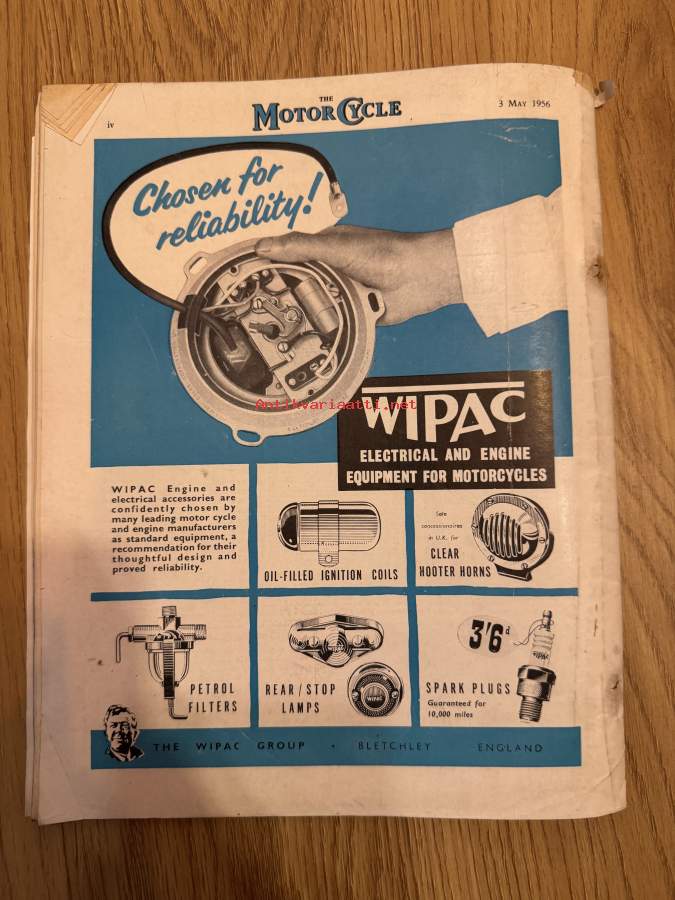 iv
THE
MOTOR CYCLE
3 MAY 1956
Chosen for
reliability!
Antikvariaatti.net
WIPAC
ELECTRICAL AND ENGINE
EQUIPMENT FOR MOTORCYCLES
WIPAC Engine and
electrical accessories are
confidently chosen by
many leading motor cycle
and engine manufacturers
as standard equipment, a
recommendation for their
thoughtful design and
proved reliability.
OIL-FILLED IGNITION COILS
Sole
concessionaires
in U.K. for
CLEAR
HOOTER HORNS
PETROL
FILTERS
REAR/STOP
LAMPS
WIPAC
3'6d
SPARK PLUGS
Guaranteed for
10,000 miles
THE WIPAC GROUP · BLETCHLEY ENGLAND